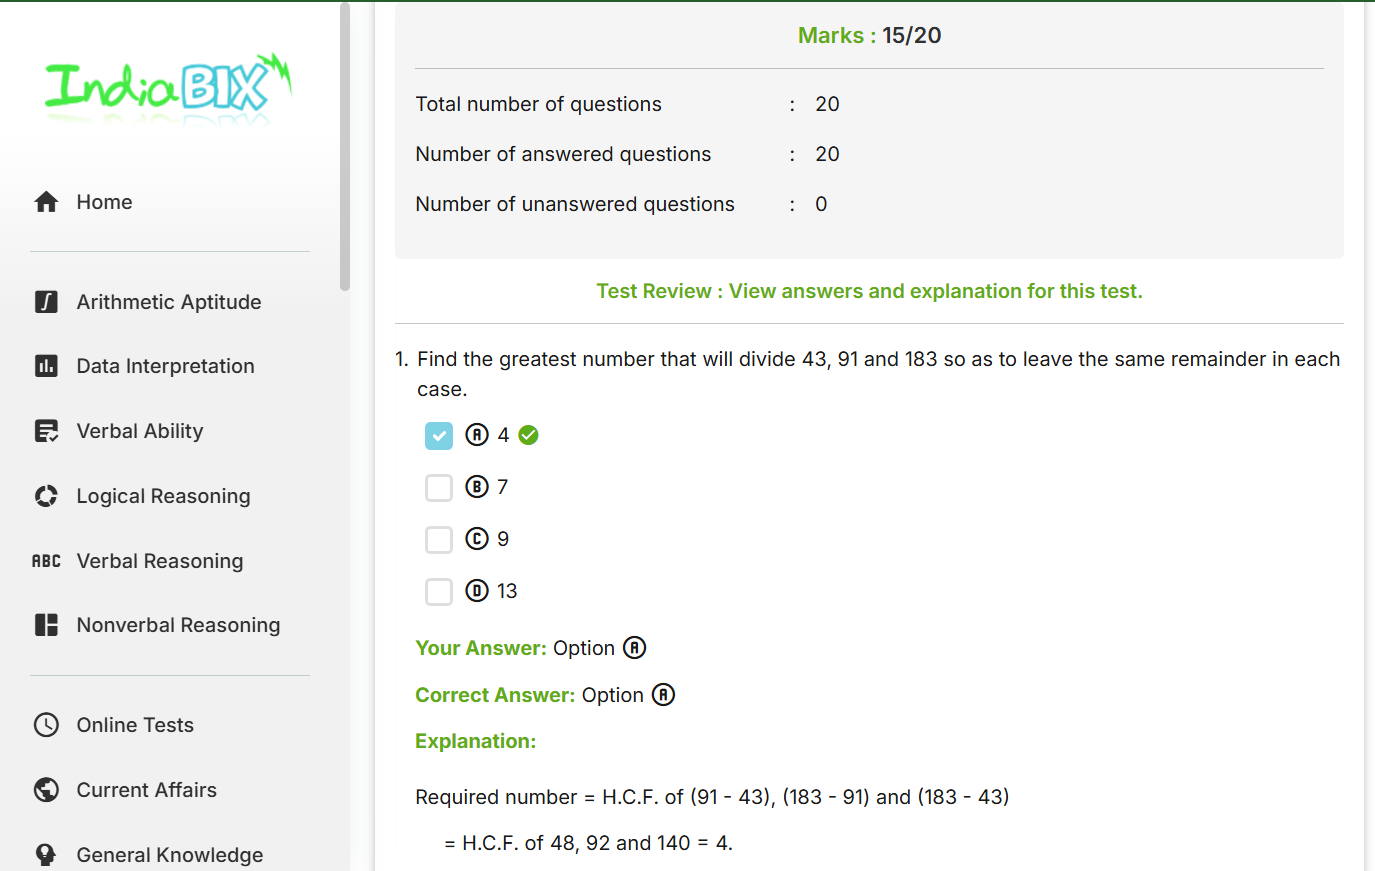 IndiaBIX
Home
Arithmetic Aptitude
Data Interpretation
Verbal Ability
Logical Reasoning
ABC Verbal Reasoning
Nonverbal Reasoning
Online Tests
Current Affairs
General Knowledge
Marks : 15/20
Total number of questions : 20
Number of answered questions : 20
Number of unanswered questions : 0
Test Review : View answers and explanation for this test.
1. Find the greatest number that will divide 43, 91 and 183 so as to leave the same remainder in each
case.
A 4
B 7
C 9
D 13
Your Answer: Option A
Correct Answer: Option A
Explanation:
Required number = H.C.F. of (91 - 43), (183 - 91) and (183 - 43)
= H.C.F. of 48, 92 and 140 = 4.